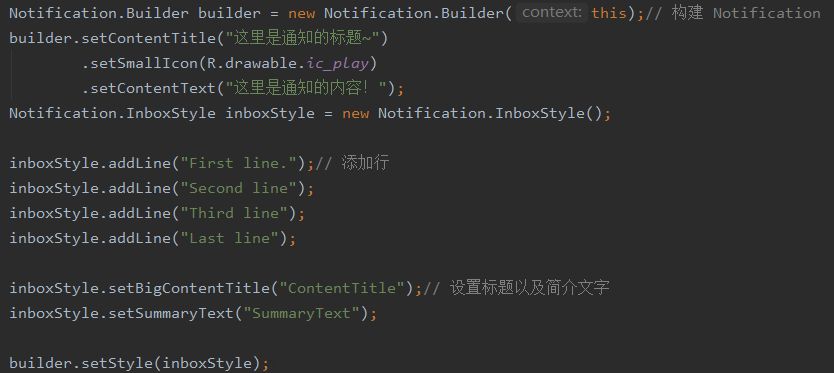 Notification.Builder builder = new Notification.Builder( context: this);// 构建 Notification
builder.setContentTitle("这里是通知的标题~")
.setSmallIcon(R.drawable.ic_play)
.setContentText("这里是通知的内容！");
Notification.InboxStyle inboxStyle = new Notification.InboxStyle();
inboxStyle.addLine("First line.");// 添加行
inboxStyle.addLine("Second line");
inboxStyle.addLine("Third line");
inboxStyle.addLine("Last line");
inboxStyle.setBigContentTitle("ContentTitle");// 设置标题以及简介文字
inboxStyle.setSummaryText("SummaryText");
builder.setStyle(inboxStyle);